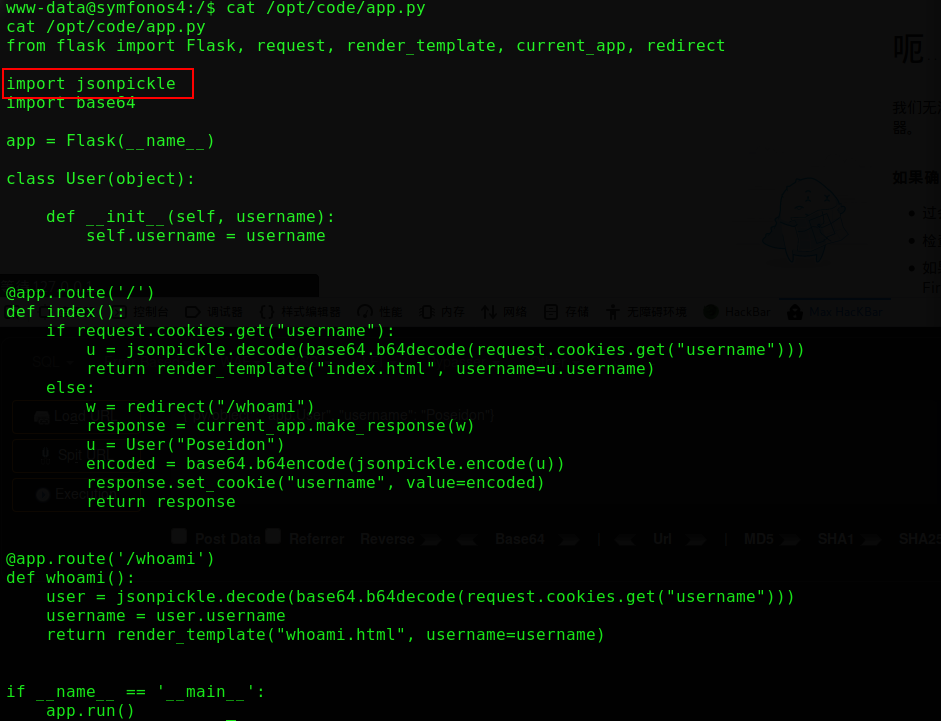 www-data@symfonos4:/$ cat /opt/code/app.py
cat /opt/code/app.py
from flask import Flask, request, render_template, current_app, redirect
import jsonpickle
import base64
app = Flask(__name__)
class User(object):
    def __init__(self, username):
        self.username = username
@app.route('/')
def index():
    if request.cookies.get("username"):
        u = jsonpickle.decode(base64.b64decode(request.cookies.get("username")))
        return render_template("index.html", username=u.username)
    else:
        w = redirect("/whoami")
        response = current_app.make_response(w)
        u = User("Poseidon")
        encoded = base64.b64encode(jsonpickle.encode(u))
        response.set_cookie("username", value=encoded)
        return response
@app.route('/whoami')
def whoami():
    user = jsonpickle.decode(base64.b64decode(request.cookies.get("username")))
    username = user.username
    return render_template("whoami.html", username=username)
if __name__ == '__main__':
    app.run()
呃…
我们无
器。
如果确
过
检
如
Fir
控制台 调试器 样式编辑器 性能 内存 网络 存储 无障碍环境 HackBar Max HackBar
Load
Spl
Exec
Poseidon"}
Post Data Referrer Reverse Base64 | Url | MD5 SHA1 SHA25